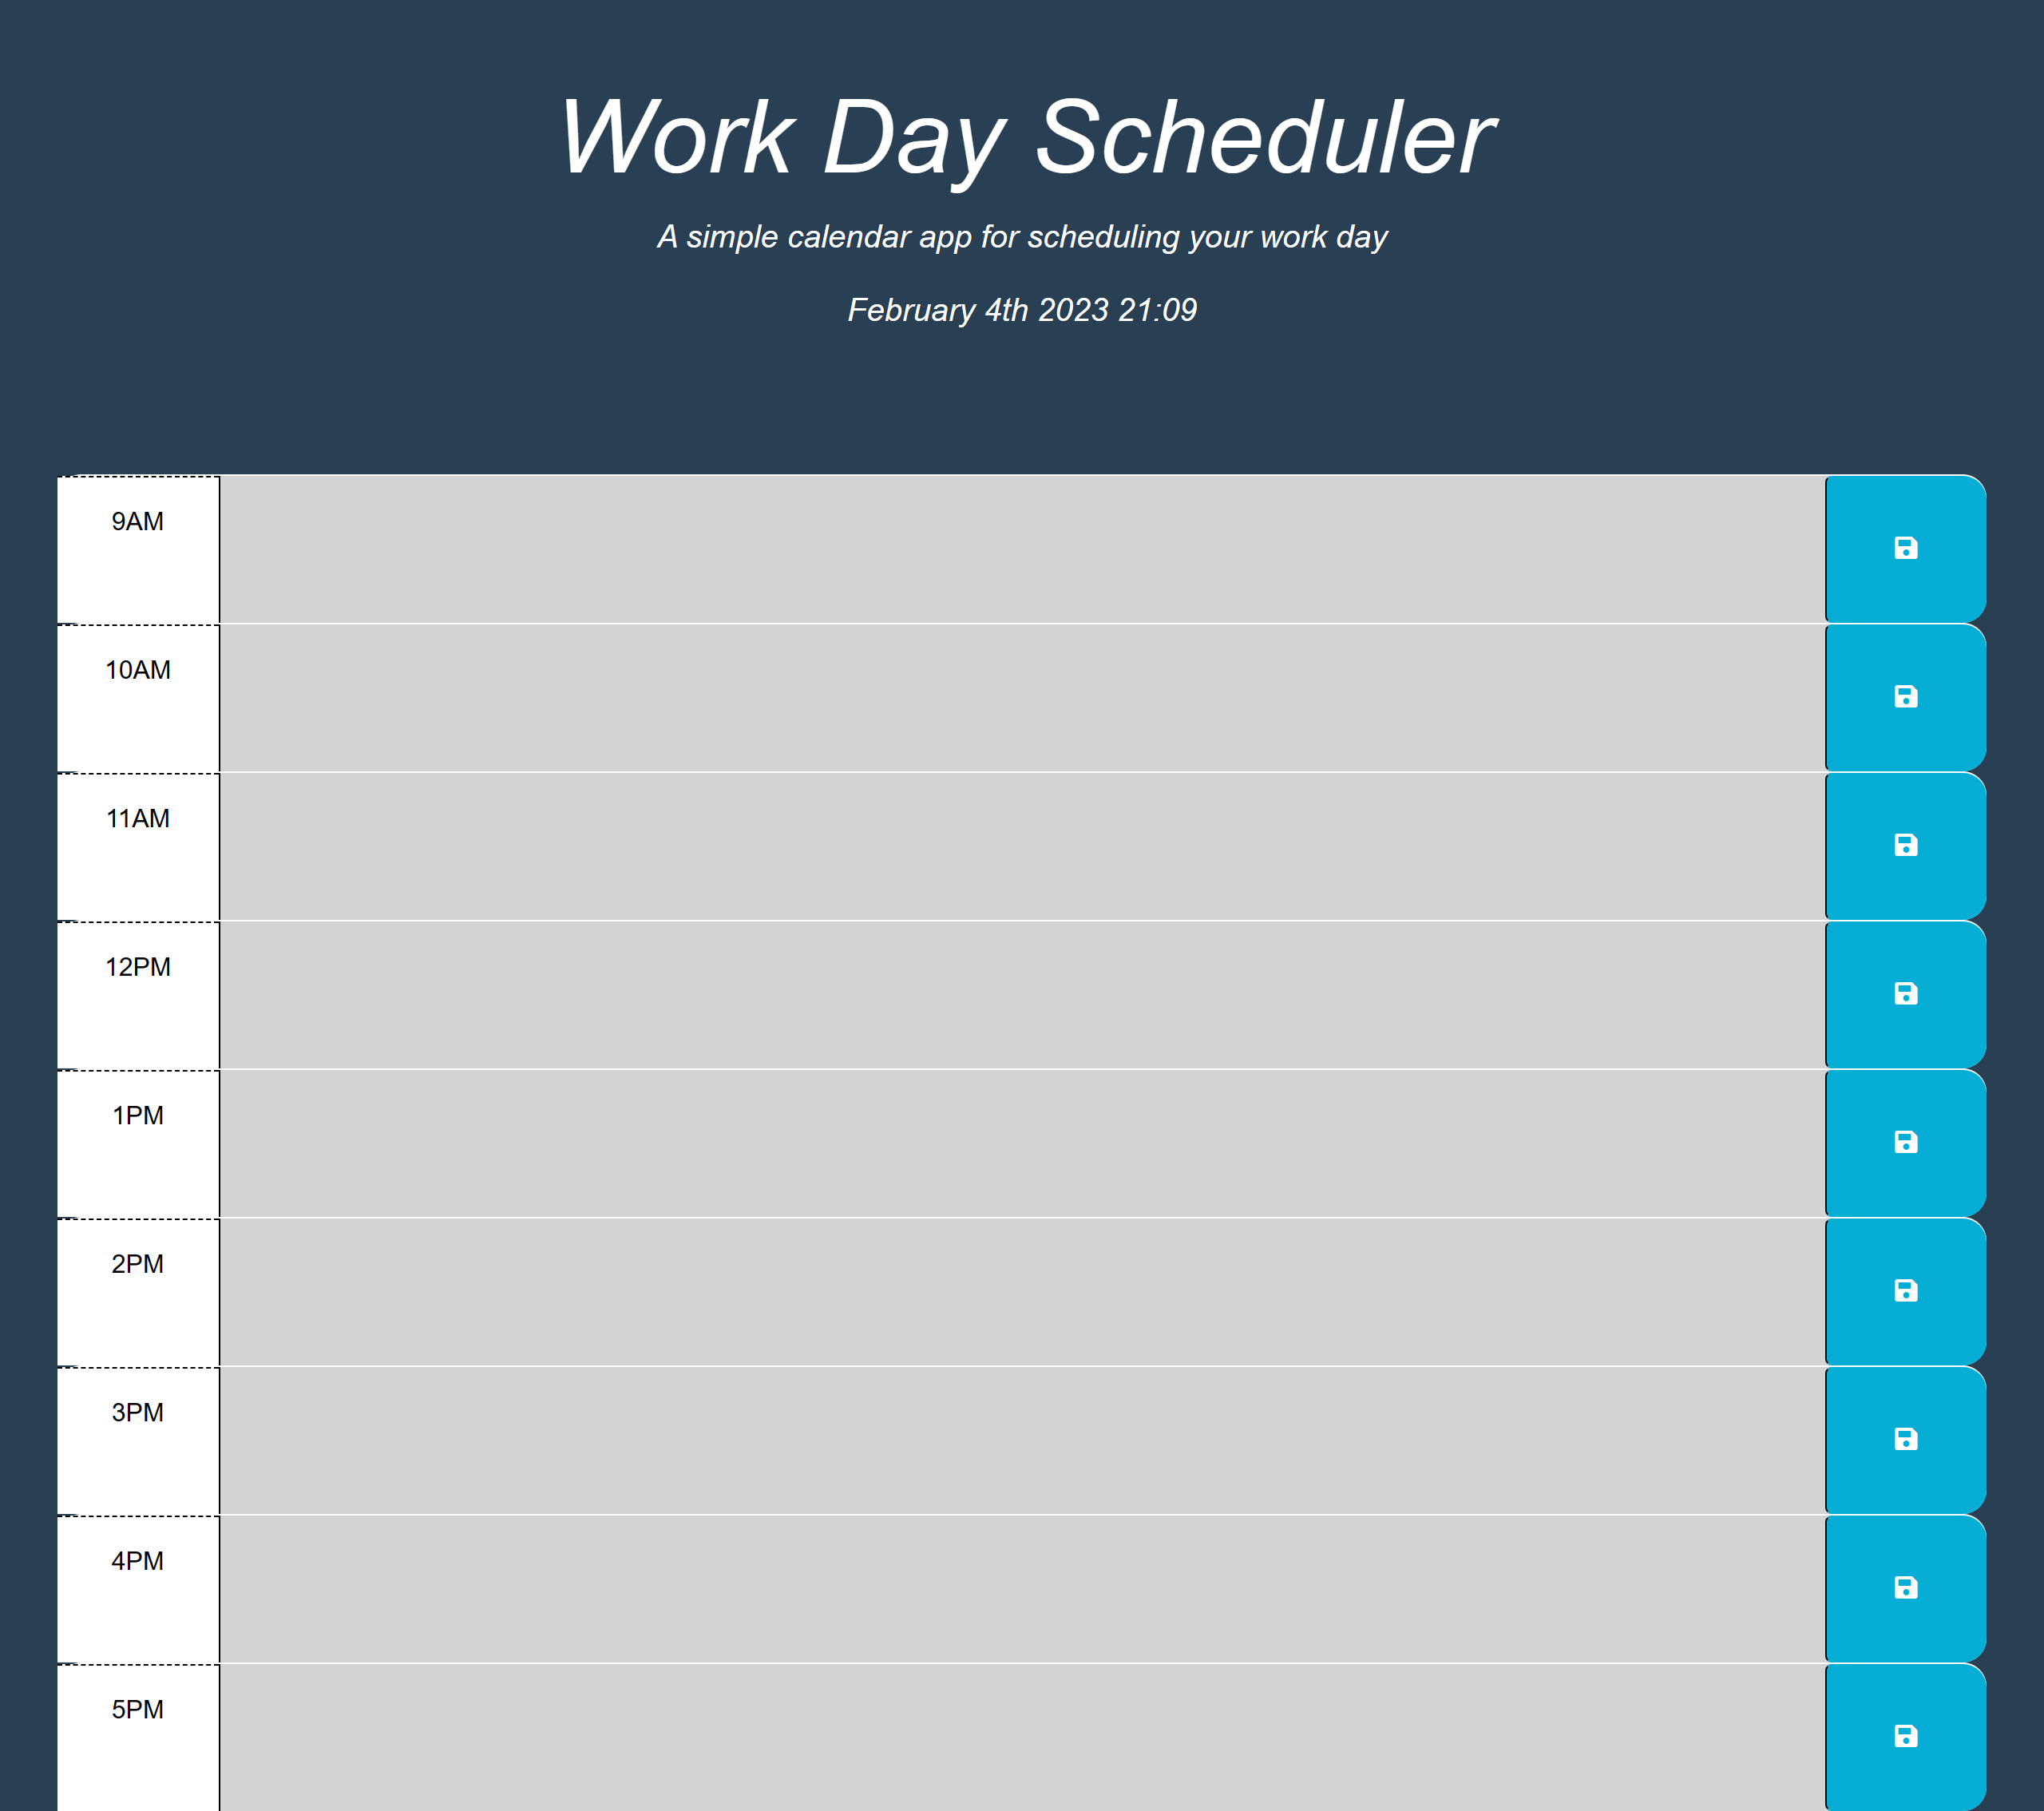 Work Day Scheduler
A simple calendar app for scheduling your work day
February 4th 2023 21:09
9AM
10AM
11AM
12PM
1PM
2PM
3PM
4PM
5PM